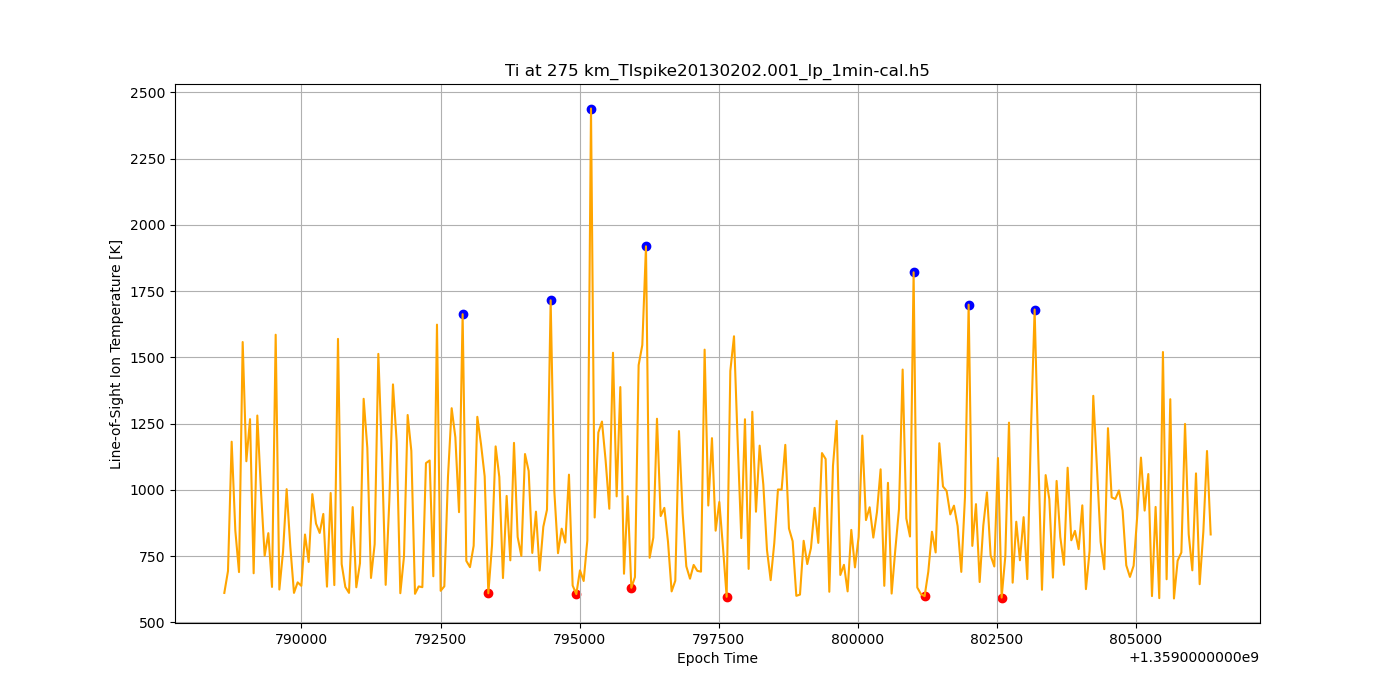 Ti at 275 km_TIspike20130202.001_lp_1min-cal.h5
2500
2250
2000
1750
1500
1250
1000
750
500
Line-of-Sight Ion Temperature [K]
790000 792500 795000 797500 800000 802500 805000
Epoch Time
+1.3590000000e9